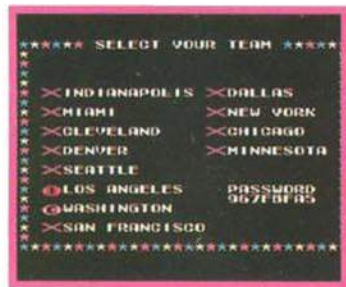 SELECT YOUR TEAM
INDIANAPOLIS DALLAS
MIAMI NEW YORK
CLEVELAND CHICAGO
DENVER MINNESOTA
SEATTLE
LOS ANGELES PASSWORD
WASHINGTON 967F8FA5
SAN FRANCISCO